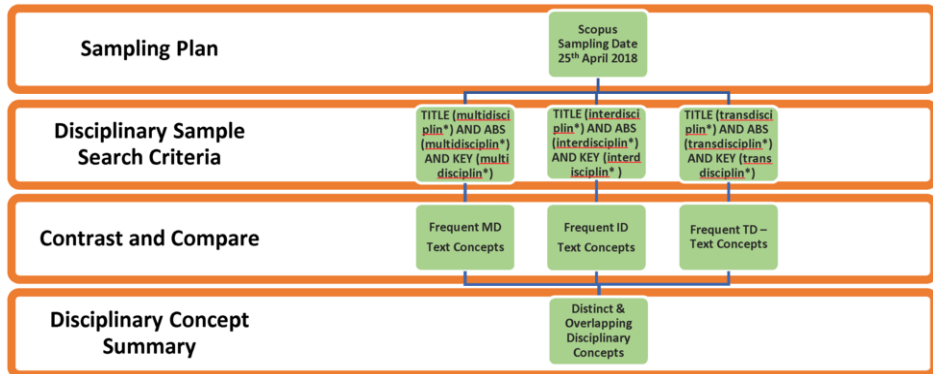 Sampling Plan
Scopus
Sampling Date
25th April 2018
Disciplinary Sample
Search Criteria
TITLE (multidisci
plin*) AND ABS
(multidisciplin*)
AND KEY (multi
disciplin*)
TITLE (interdisci
plin*) AND ABS
(interdisciplin*)
AND KEY (interd
isciplin* )
TITLE (transdisci
plin*) AND ABS
(transdisciplin*)
AND KEY (trans
disciplin*)
Contrast and Compare
Frequent MD
Text Concepts
Frequent ID
Text Concepts
Frequent TD –
Text Concepts
Disciplinary Concept
Summary
Distinct &
Overlapping
Disciplinary
Concepts